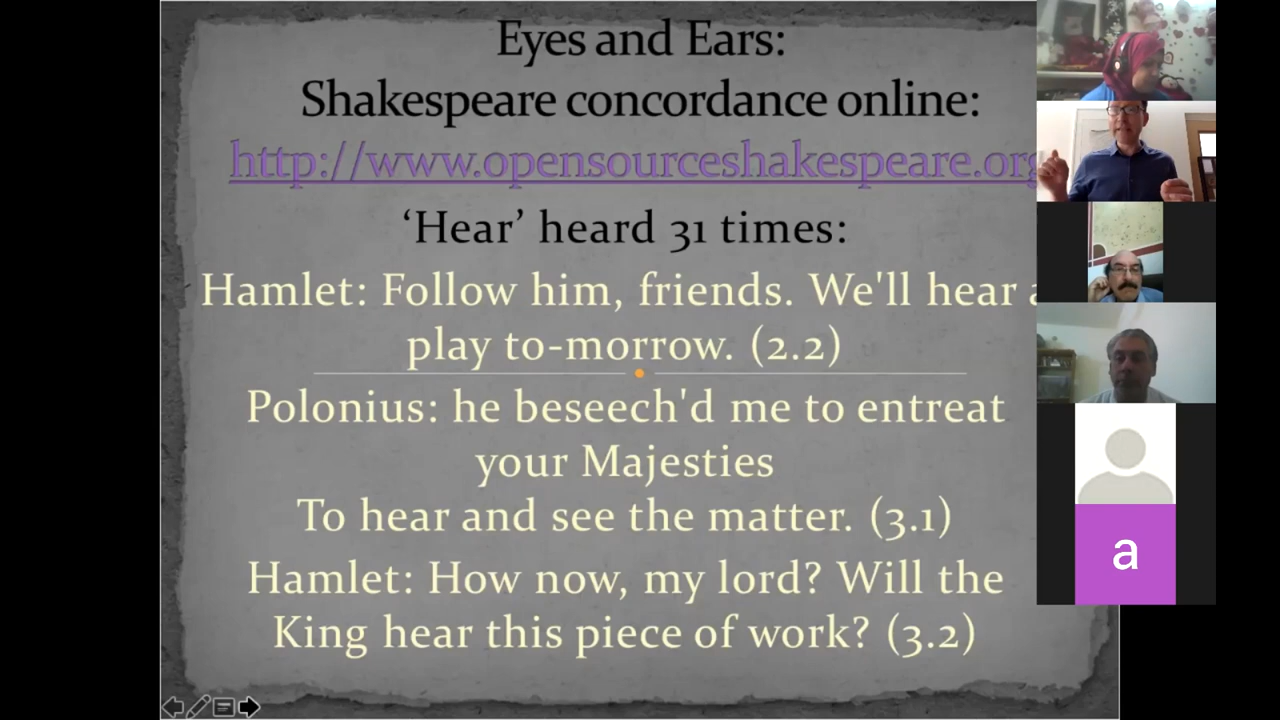 Eyes and Ears:
Shakespeare concordance online:
http://www.opensourceshakespeare.org
‘Hear’ heard 31 times:
Hamlet: Follow him, friends. We'll hear a
play to-morrow. (2.2)
Polonius: he beseech'd me to entreat
your Majesties
To hear and see the matter. (3.1)
Hamlet: How now, my lord? Will the
King hear this piece of work? (3.2)
a